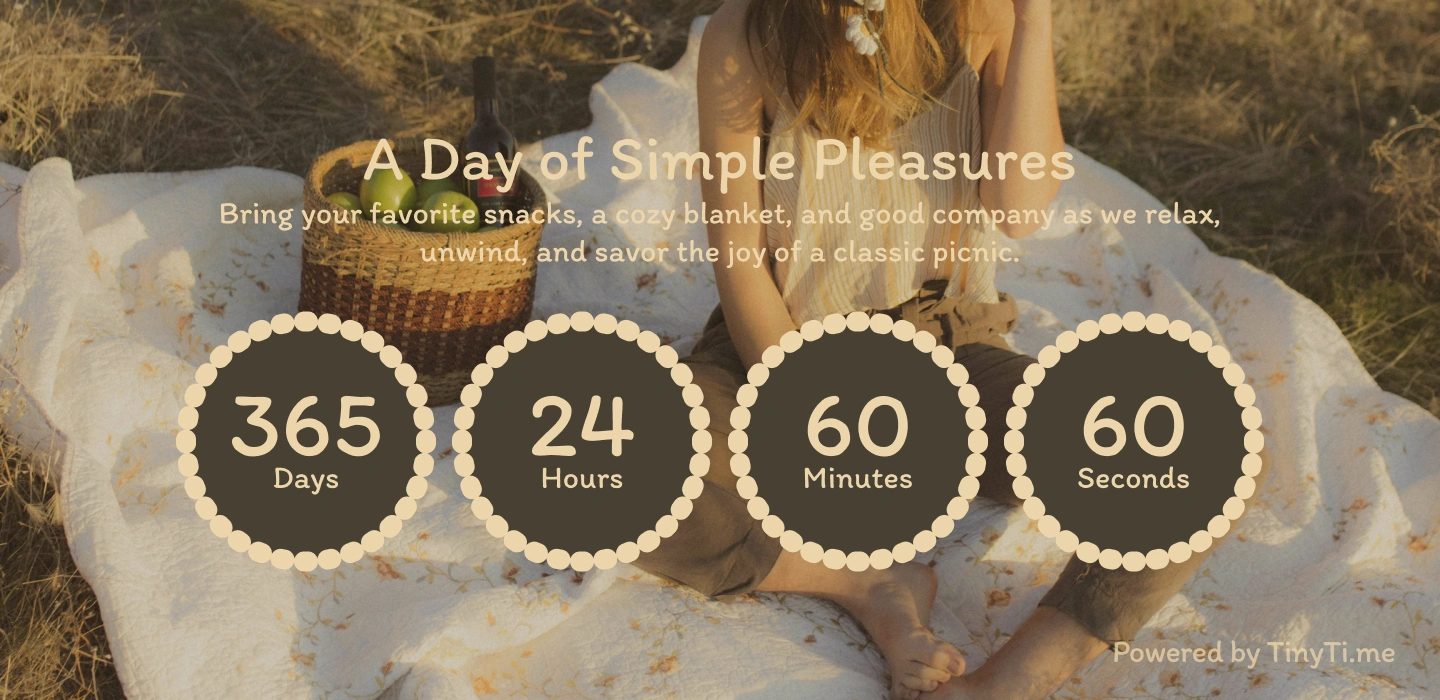 A Day of Simple Pleasures
Bring your favorite snacks, a cozy blanket, and good company as we relax,
unwind, and savor the joy of a classic picnic.
365 24 60 60
Days Hours Minutes Seconds
Powered by TinyTi.me